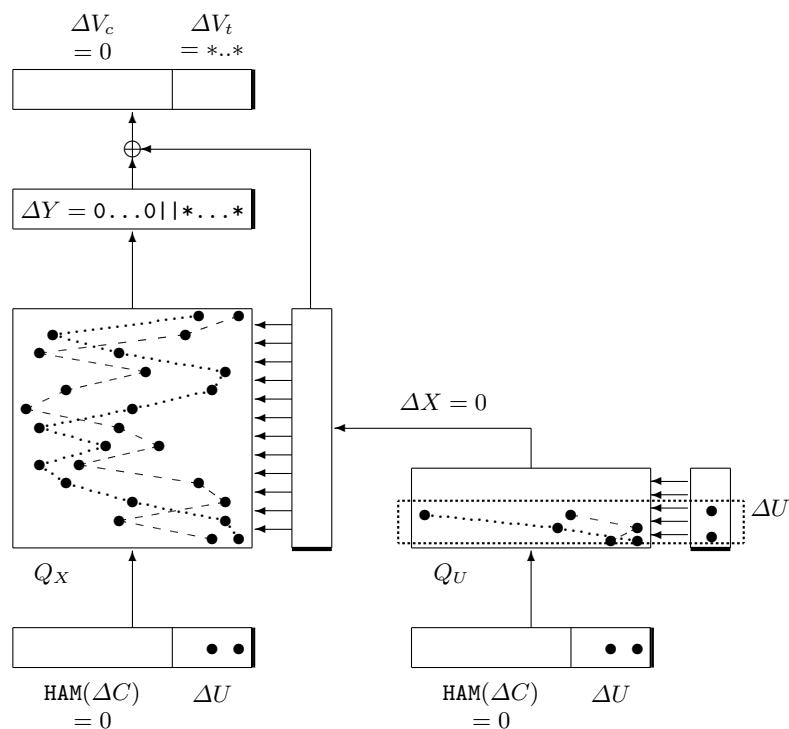 ΔV_c ΔV_t
= 0 = *..*
ΔY = 0...0||*...*
ΔX = 0
ΔU
Q_X Q_U
HAM(ΔC) ΔU HAM(ΔC) ΔU
= 0 = 0